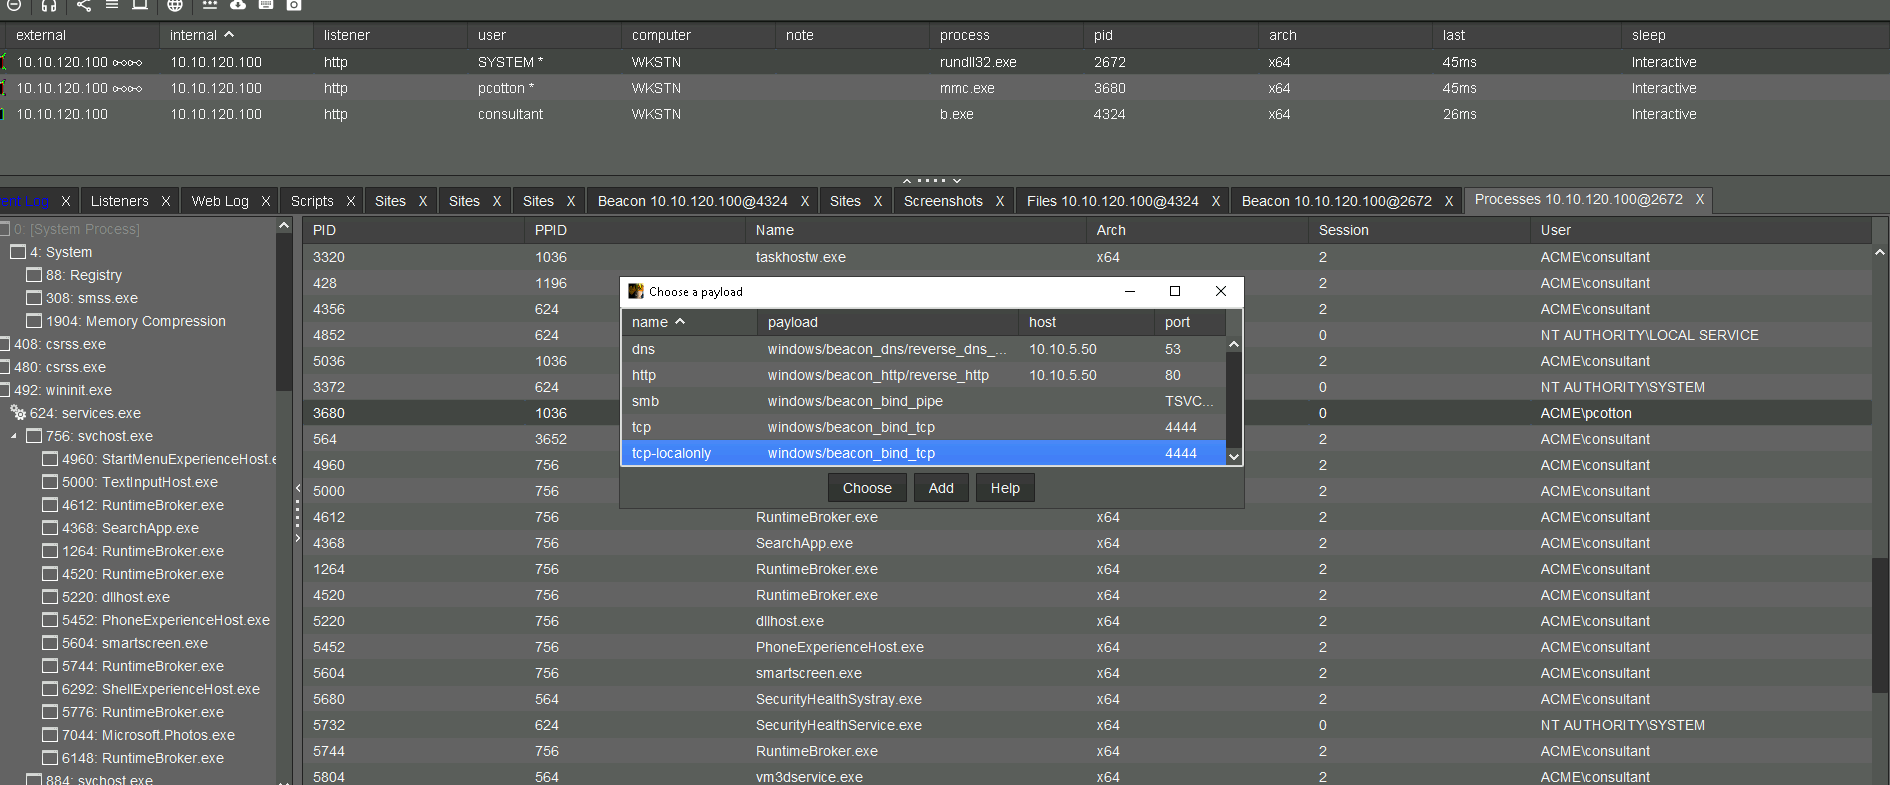 external internal listener user computer note process pid arch last sleep
10.10.120.100 10.10.120.100 http SYSTEM * WKSTN rundll32.exe 2672 x64 45ms Interactive
10.10.120.100 10.10.120.100 http pcotton * WKSTN mmc.exe 3680 x64 45ms Interactive
10.10.120.100 10.10.120.100 http consultant WKSTN b.exe 4324 x64 26ms Interactive
ent Log X Listeners X Web Log X Scripts X Sites X Sites X Sites X Beacon 10.10.120.100@4324 X Sites X Screenshots X Files 10.10.120.100@4324 X Beacon 10.10.120.100@2672 X Processes 10.10.120.100@2672 X
0: [System Process]
4: System
88: Registry
308: smss.exe
1904: Memory Compression
408: csrss.exe
480: csrss.exe
492: wininit.exe
624: services.exe
756: svchost.exe
4960: StartMenuExperienceHost.e
5000: TextInputHost.exe
4612: RuntimeBroker.exe
4368: SearchApp.exe
1264: RuntimeBroker.exe
4520: RuntimeBroker.exe
5220: dllhost.exe
5452: PhoneExperienceHost.exe
5604: smartscreen.exe
5744: RuntimeBroker.exe
6292: ShellExperienceHost.exe
5776: RuntimeBroker.exe
7044: Microsoft.Photos.exe
6148: RuntimeBroker.exe
884: svchost.exe
PID PPID Name Arch Session User
3320 1036 taskhostw.exe x64 2 ACME\consultant
428 1196 2 ACME\consultant
4356 624 2 ACME\consultant
4852 624 0 NT AUTHORITY\LOCAL SERVICE
5036 1036 2 ACME\consultant
3372 624 0 NT AUTHORITY\SYSTEM
3680 1036 0 ACME\pcotton
564 3652 2 ACME\consultant
4960 756 2 ACME\consultant
5000 756 2 ACME\consultant
4612 756 RuntimeBroker.exe x64 2 ACME\consultant
4368 756 SearchApp.exe x64 2 ACME\consultant
1264 756 RuntimeBroker.exe x64 2 ACME\consultant
4520 756 RuntimeBroker.exe x64 2 ACME\consultant
5220 756 dllhost.exe x64 2 ACME\consultant
5452 756 PhoneExperienceHost.exe x64 2 ACME\consultant
5604 756 smartscreen.exe x64 2 ACME\consultant
5680 564 SecurityHealthSystray.exe x64 2 ACME\consultant
5732 624 SecurityHealthService.exe x64 0 NT AUTHORITY\SYSTEM
5744 756 RuntimeBroker.exe x64 2 ACME\consultant
5804 564 vm3dservice.exe x64 2 ACME\consultant
Choose a payload
name payload host port
dns windows/beacon_dns/reverse_dns_... 10.10.5.50 53
http windows/beacon_http/reverse_http 10.10.5.50 80
smb windows/beacon_bind_pipe TSVC...
tcp windows/beacon_bind_tcp 4444
tcp-localonly windows/beacon_bind_tcp 4444
Choose Add Help